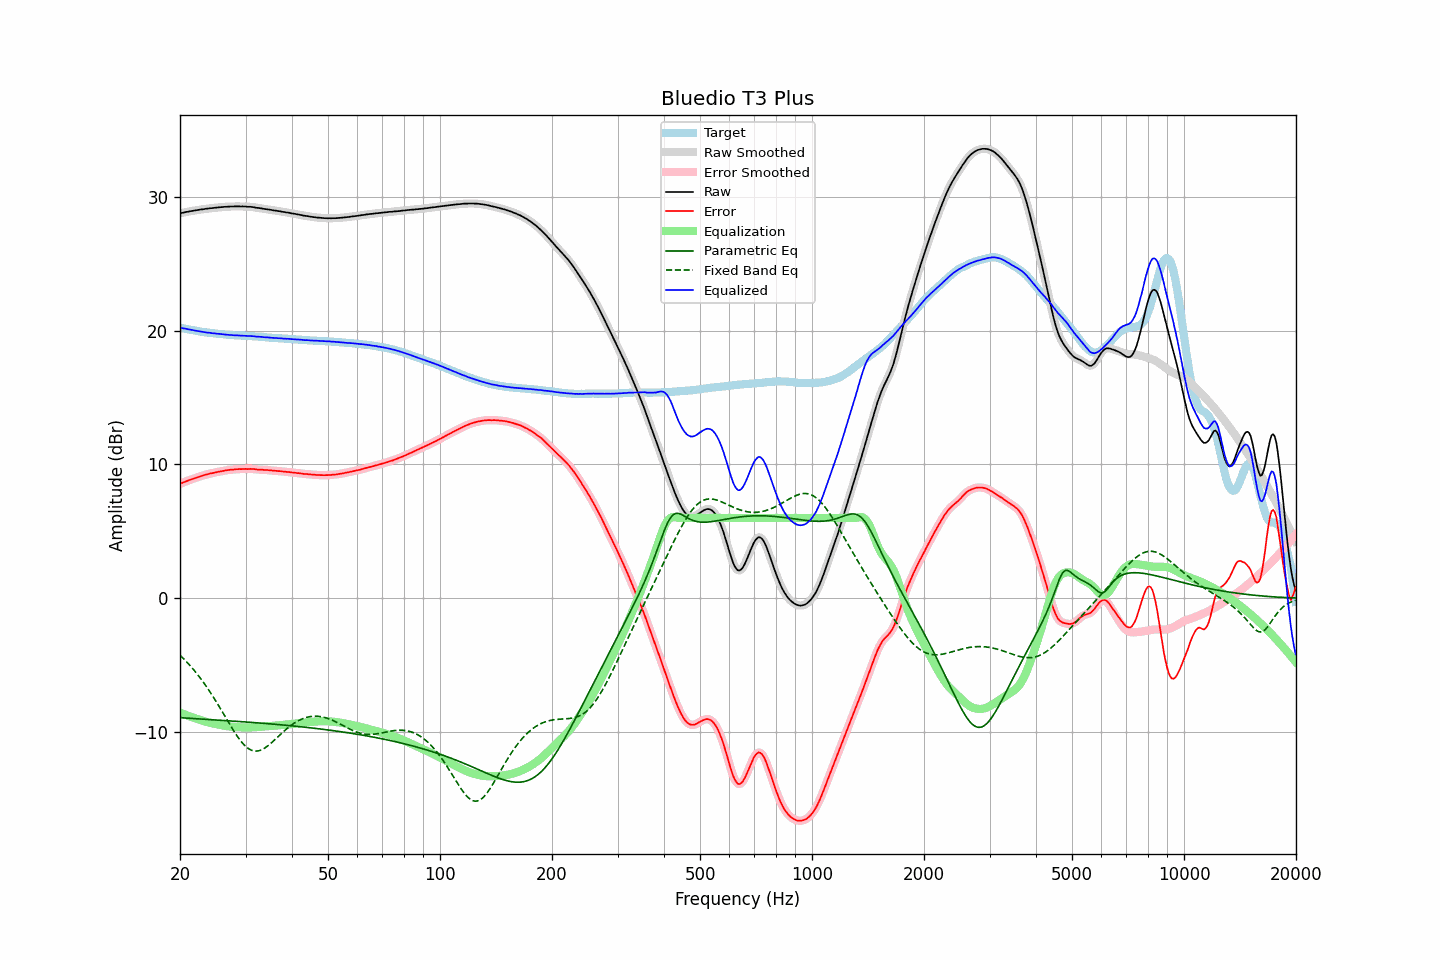 Bluedio T3 Plus
Target
Raw Smoothed
Error Smoothed
Raw
Error
Equalization
Parametric Eq
Fixed Band Eq
Equalized
Amplitude (dBr)
30
20
10
0
−10
20
50
100
200
500
1000
2000
5000
10000
20000
Frequency (Hz)